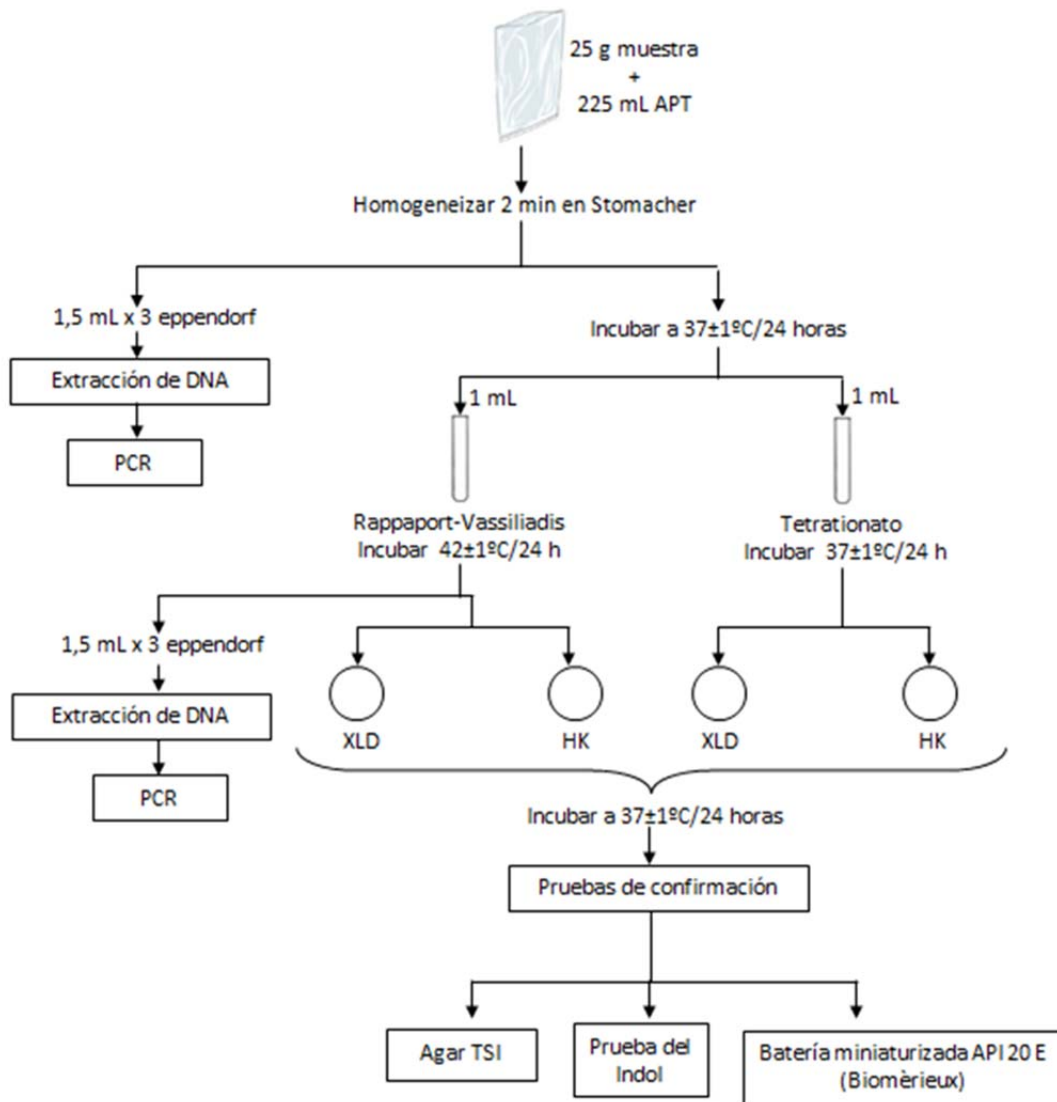 25 g muestra
+
225 mL APT
Homogeneizar 2 min en Stomacher
1,5 mL x 3 eppendorf
Incubar a 37±1ºC/24 horas
Extracción de DNA
PCR
1 mL
1 mL
Rappaport-Vassiliadis
Incubar 42±1ºC/24 h
Tetrationato
Incubar 37±1ºC/24 h
1,5 mL x 3 eppendorf
Extracción de DNA
PCR
XLD
HK
XLD
HK
Incubar a 37±1ºC/24 horas
Pruebas de confirmación
Agar TSI
Prueba del
Indol
Batería miniaturizada API 20 E
(Biomèrieux)